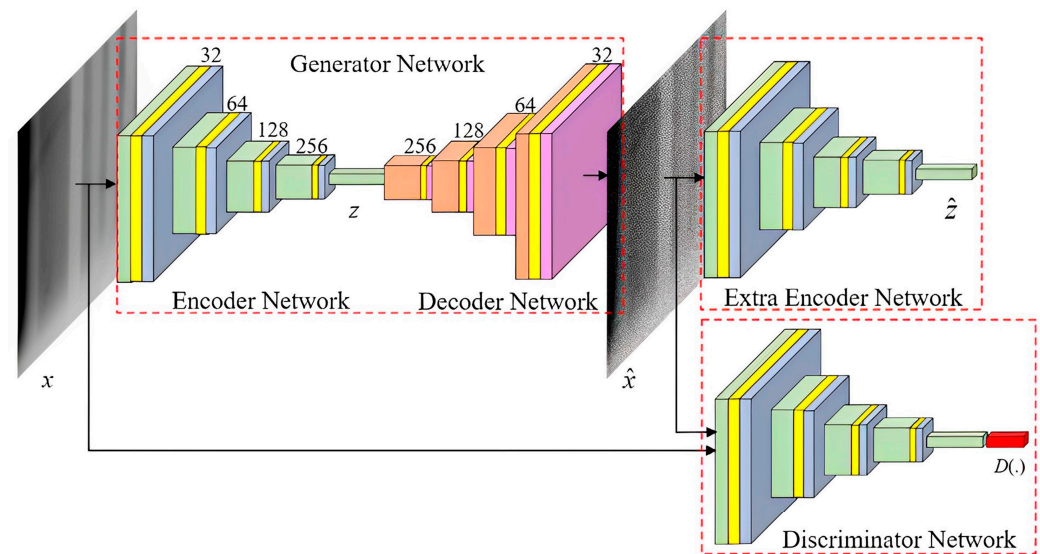 Generator Network
32
64
128
256
z
256
128
64
32
Encoder Network
Decoder Network
x
x̂
ẑ
Extra Encoder Network
D(.)
Discriminator Network